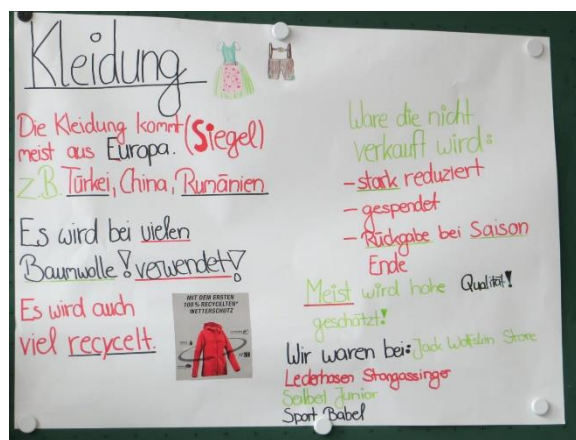 Kleidung
Die Kleidung kommt (Siegel)
meist aus Europa.
z.B. Türkei, China, Rumänien
Es wird bei vielen
Baumwolle! verwendet!
Es wird auch
viel recycelt.
MIT DEM ERSTEN
100% RECYCELTEN*
WETTERSCHUTZ
Ware die nicht
verkauft wird:
- stark reduziert
- gespendet
- Rückgabe bei Saison
Ende
Meist wird hohe Qualität!
geschätzt!
Wir waren bei: Jack Wolfskin Store
Lederhosen Stangassinger
Junior
Sport Babel